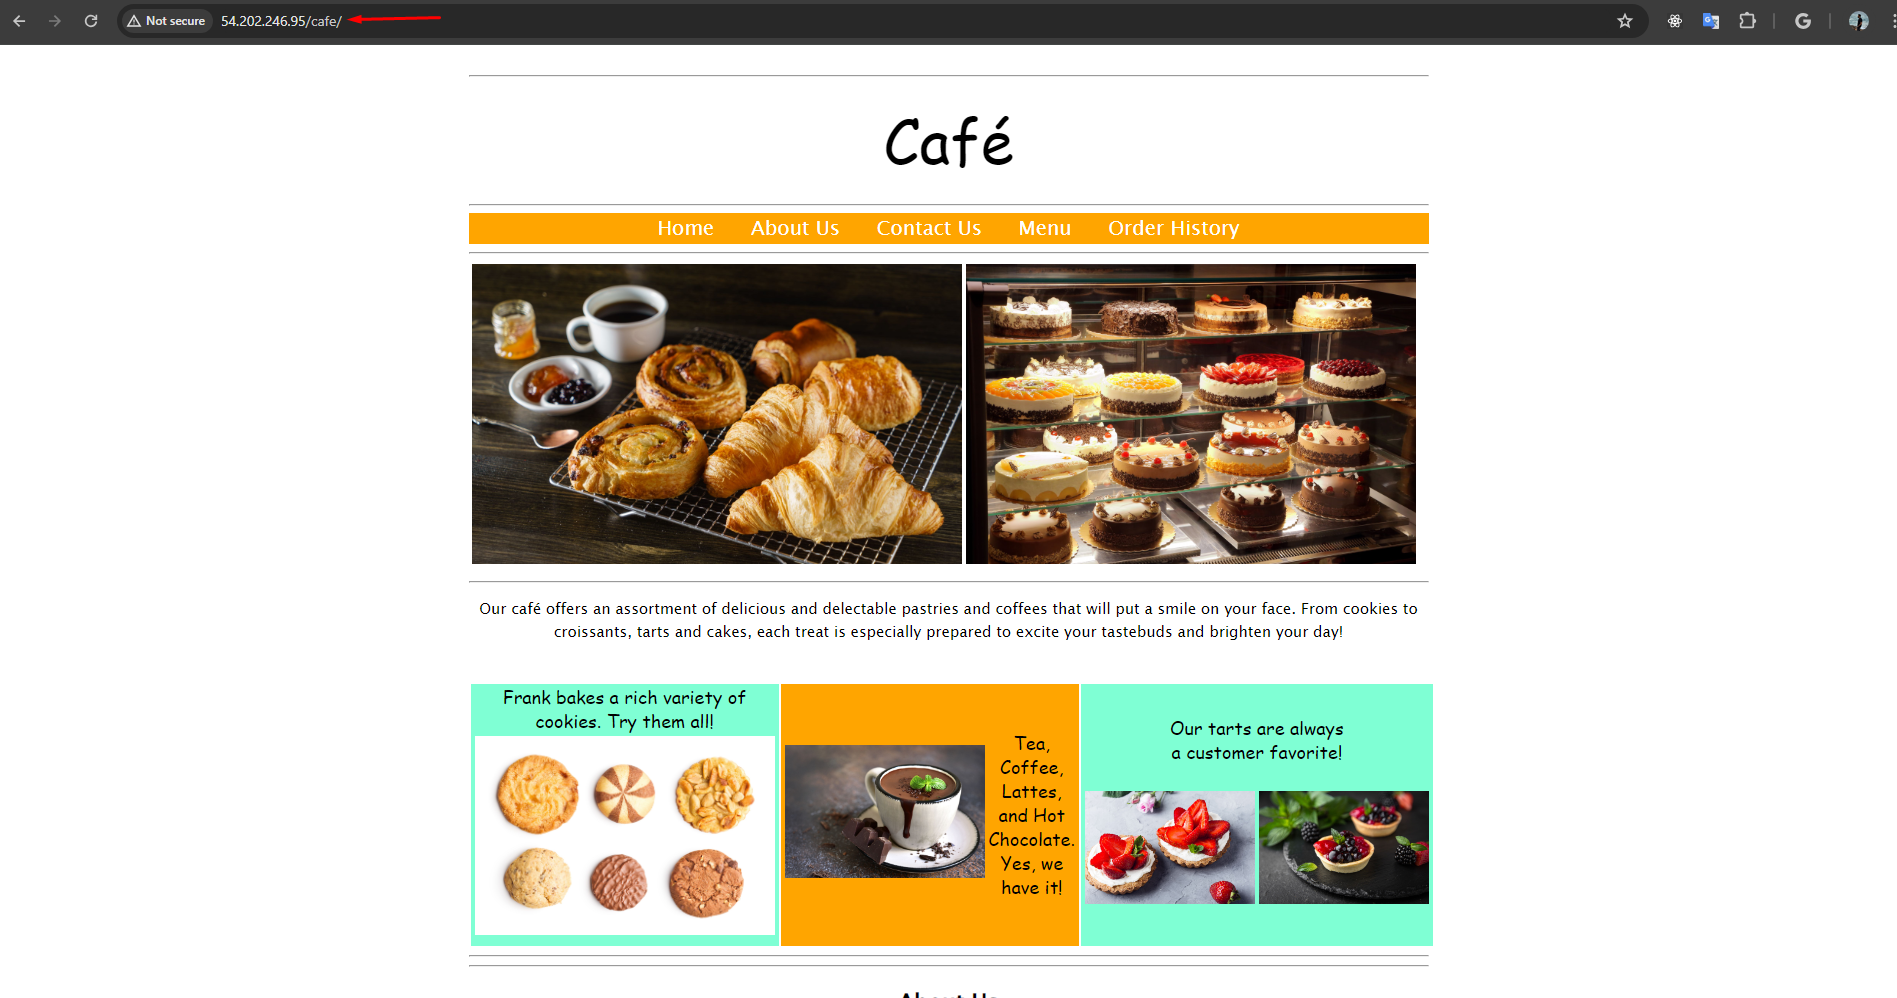 Not secure 54.202.246.95/cafe/
Café
Home About Us Contact Us Menu Order History
Our café offers an assortment of delicious and delectable pastries and coffees that will put a smile on your face. From cookies to
croissants, tarts and cakes, each treat is especially prepared to excite your tastebuds and brighten your day!
Frank bakes a rich variety of
cookies. Try them all!
Tea,
Coffee,
Lattes,
and Hot
Chocolate.
Yes, we
have it!
Our tarts are always
a customer favorite!
About Us